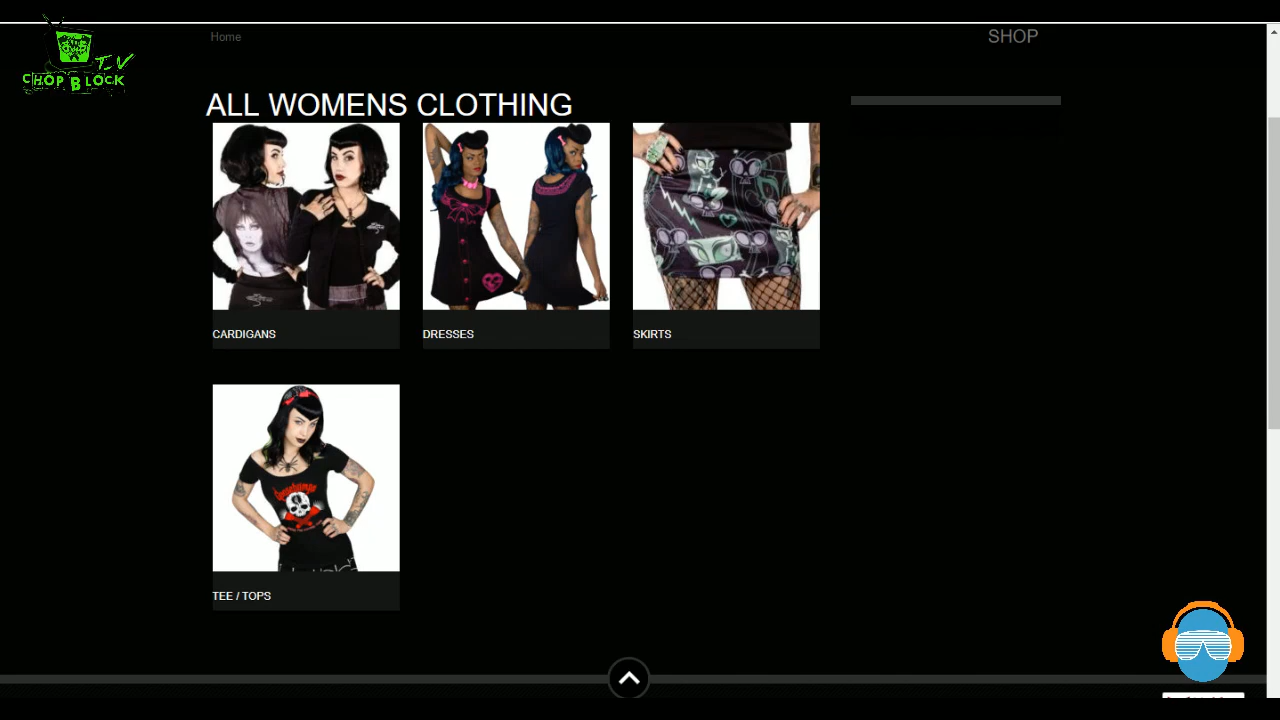 Home
SHOP
T.V
CHOP BLOCK
ALL WOMENS CLOTHING
CARDIGANS
DRESSES
SKIRTS
TEE / TOPS